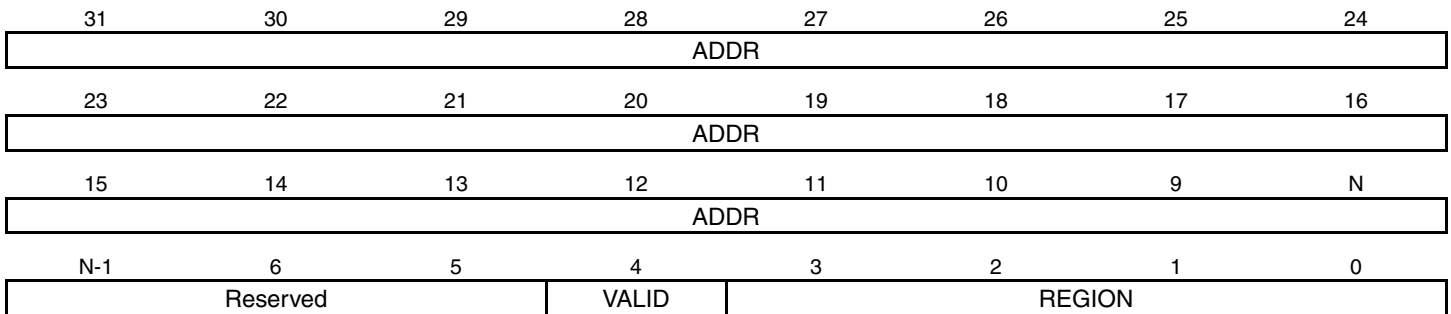 31 30 29 28 27 26 25 24
ADDR
23 22 21 20 19 18 17 16
ADDR
15 14 13 12 11 10 9 N
ADDR
N-1 6 5 4 3 2 1 0
Reserved VALID REGION